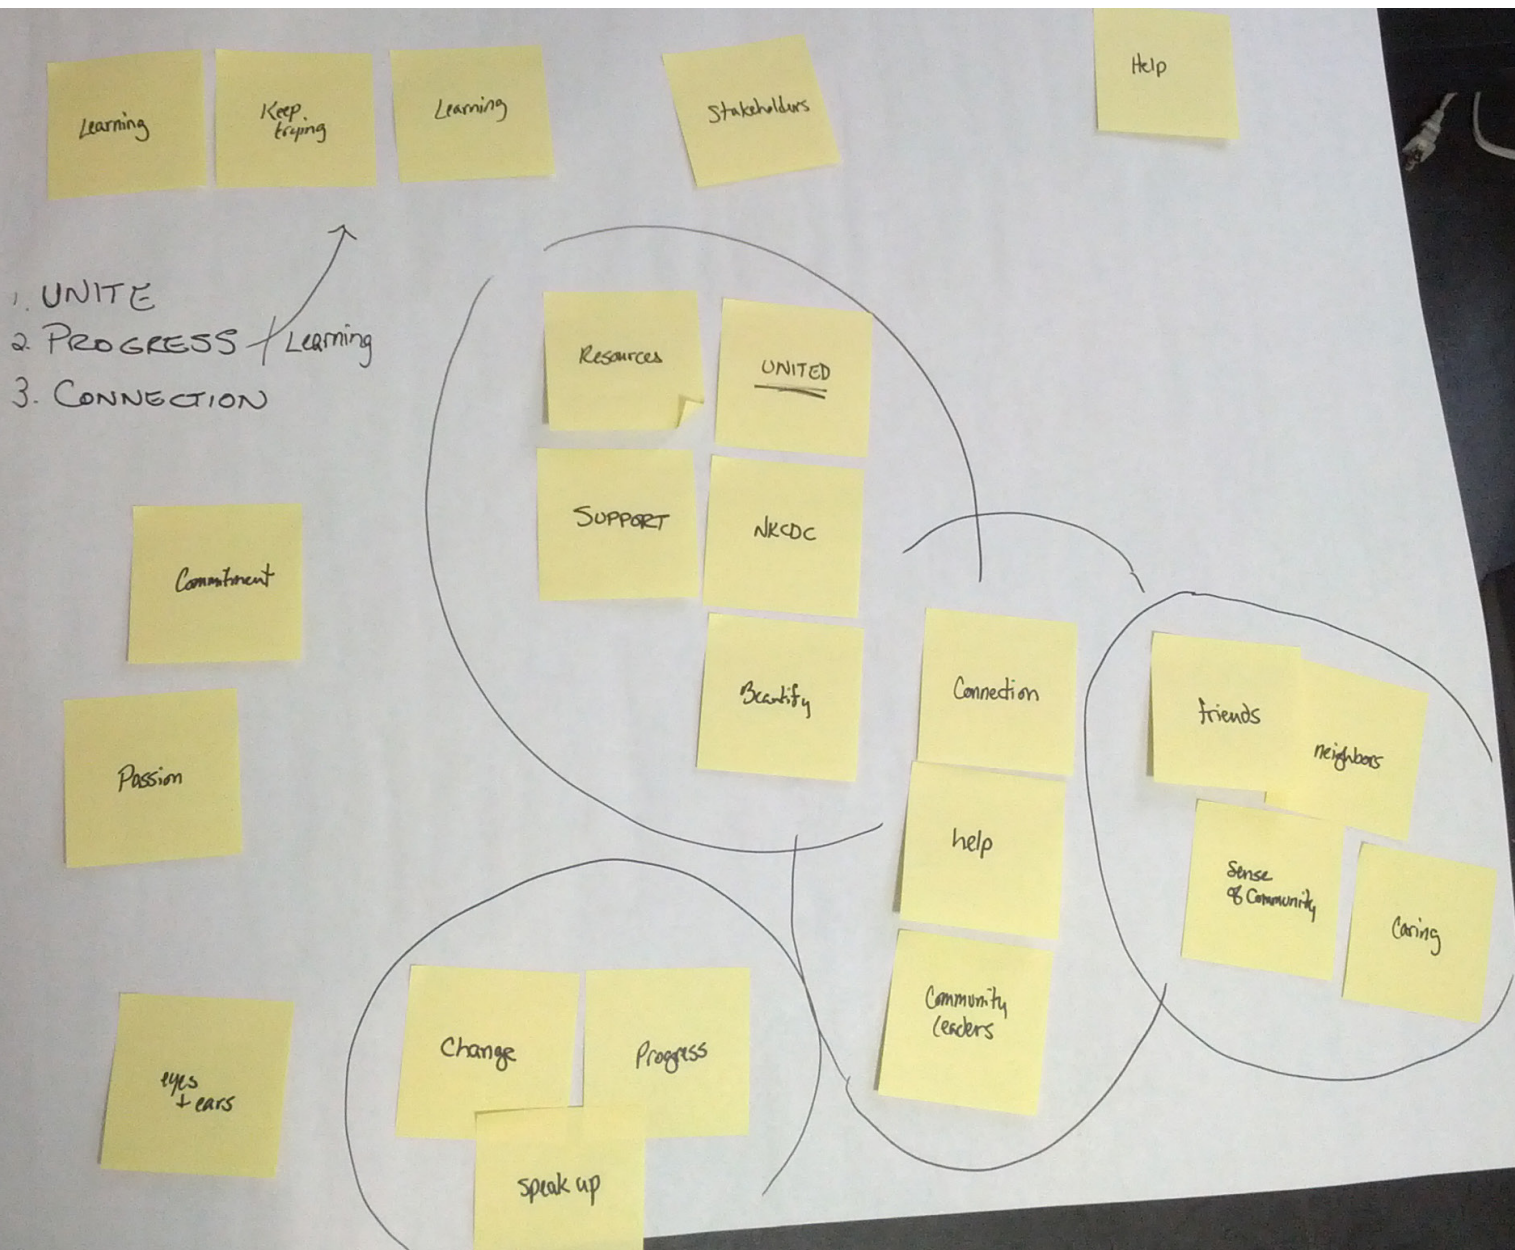 Learning
Keep
trying
Learning
Stakeholders
Help
1. UNITE
2. PROGRESS + Learning
3. CONNECTION
Resources
UNITED
SUPPORT
NKCDC
Beautify
Commitment
Passion
eyes
+ ears
Connection
help
Community
leaders
friends
neighbors
Sense
of Community
Caring
Change
Progress
Speak up